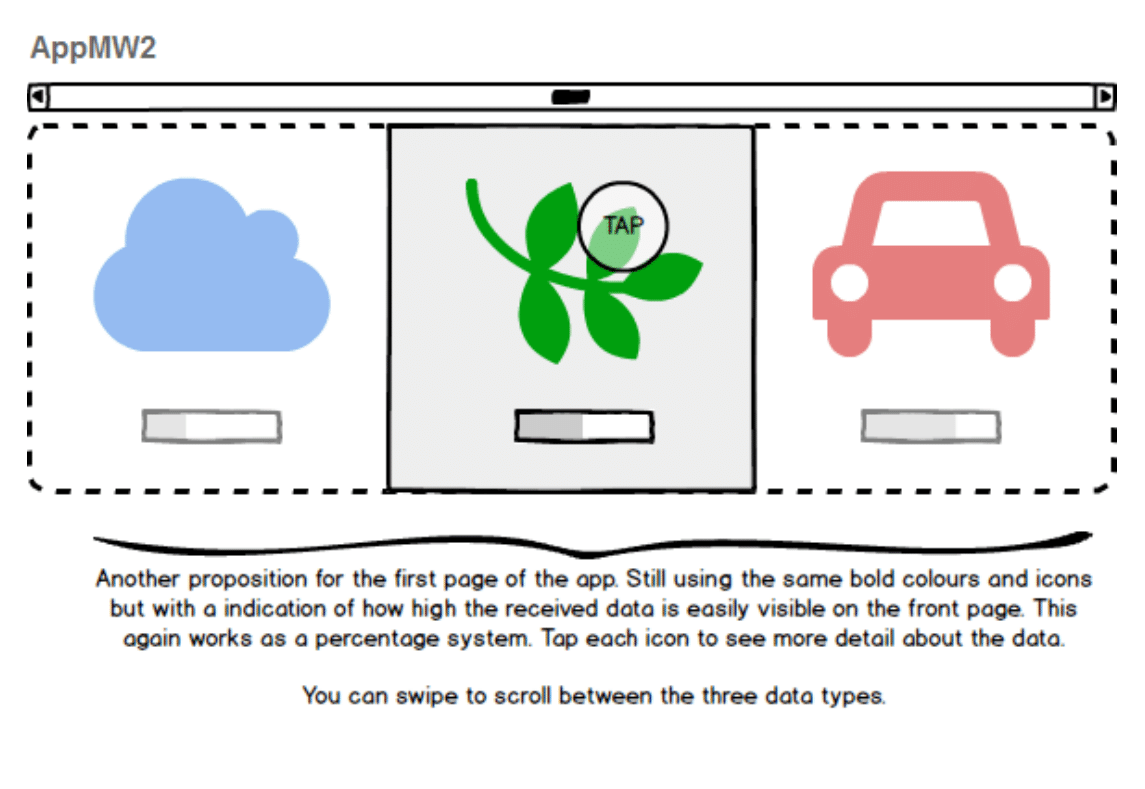 AppMW2
TAP
Another proposition for the first page of the app. Still using the same bold colours and icons
but with a indication of how high the received data is easily visible on the front page. This
again works as a percentage system. Tap each icon to see more detail about the data.
You can swipe to scroll between the three data types.